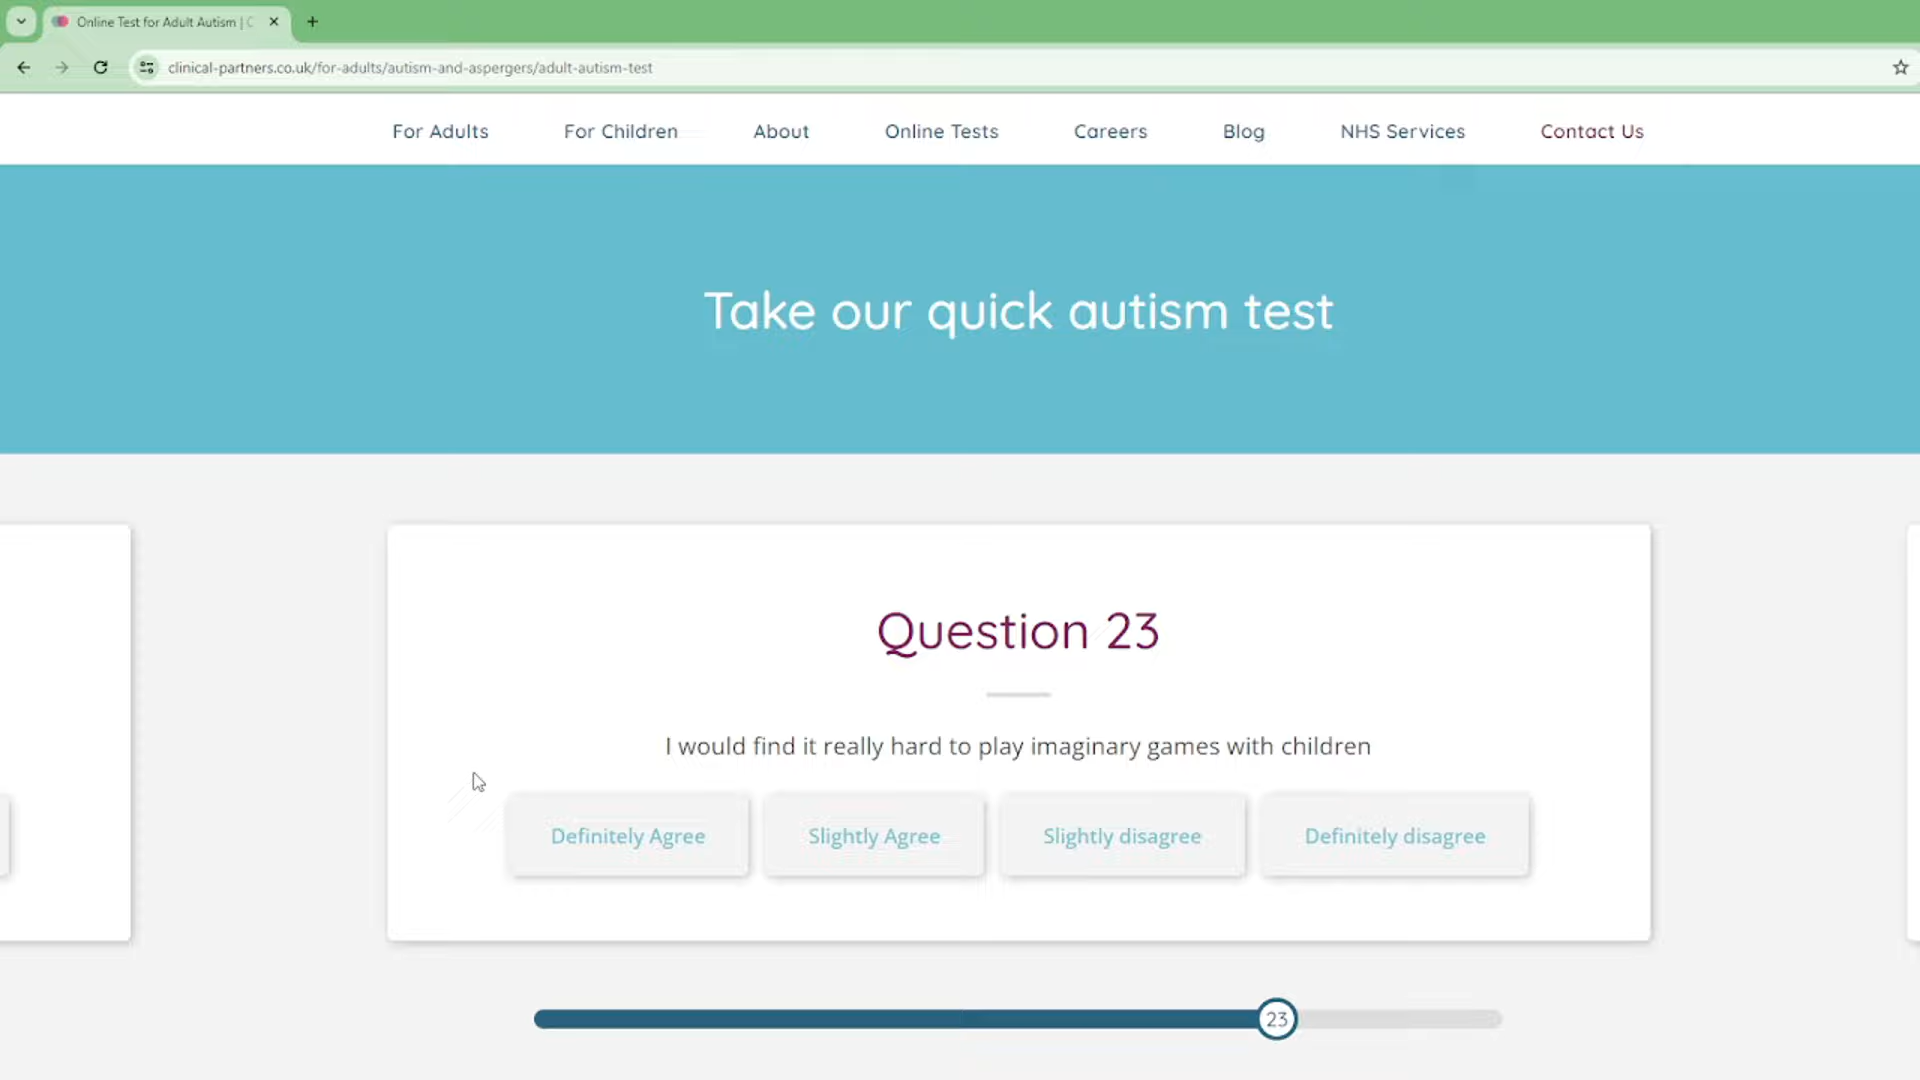 Online Test for Adult Autism | C
clinical-partners.co.uk/for-adults/autism-and-aspergers/adult-autism-test
For Adults For Children About Online Tests Careers Blog NHS Services Contact Us
Take our quick autism test
Question 23
I would find it really hard to play imaginary games with children
Definitely Agree Slightly Agree Slightly disagree Definitely disagree
23